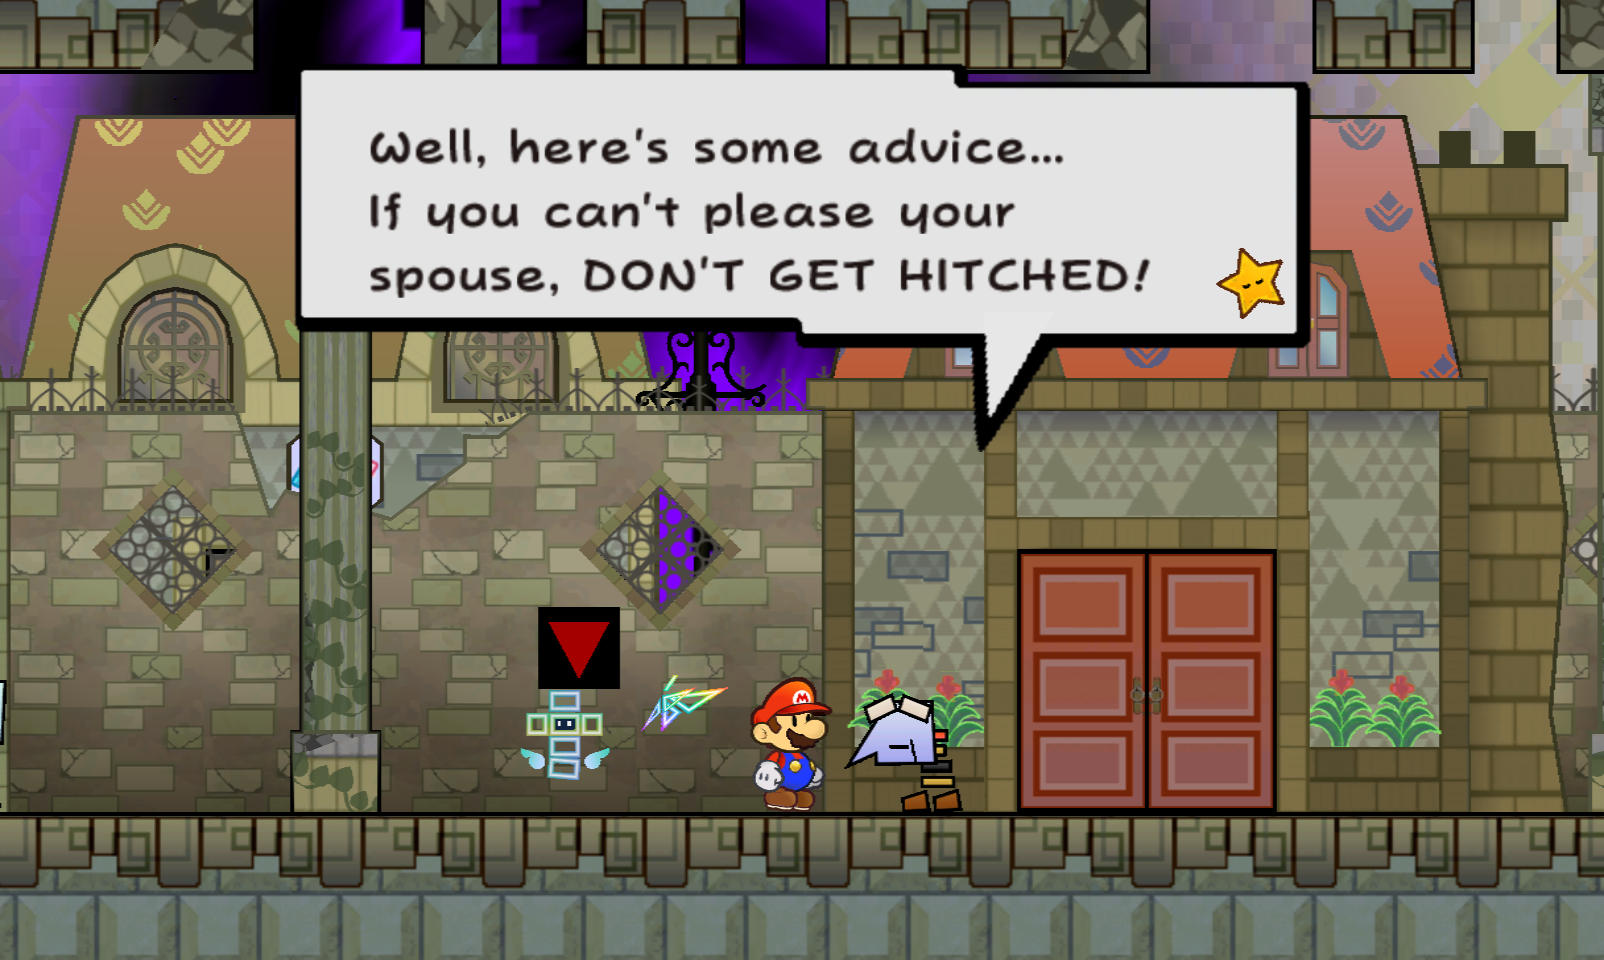 Well, here's some advice...
If you can't please your
spouse, DON'T GET HITCHED!
M